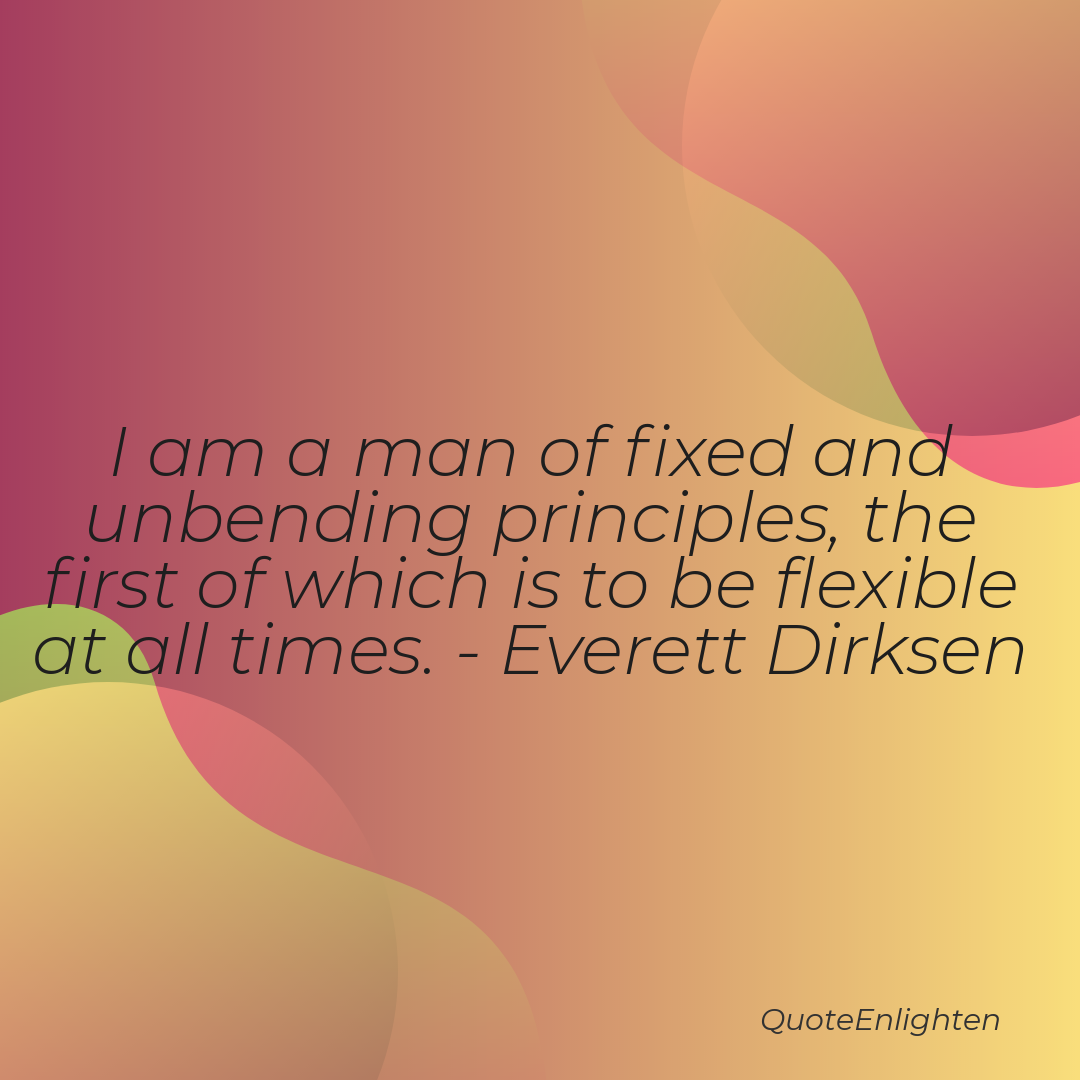 I am a man of fixed and
unbending principles, the
first of which is to be flexible
at all times. - Everett Dirksen
QuoteEnlighten